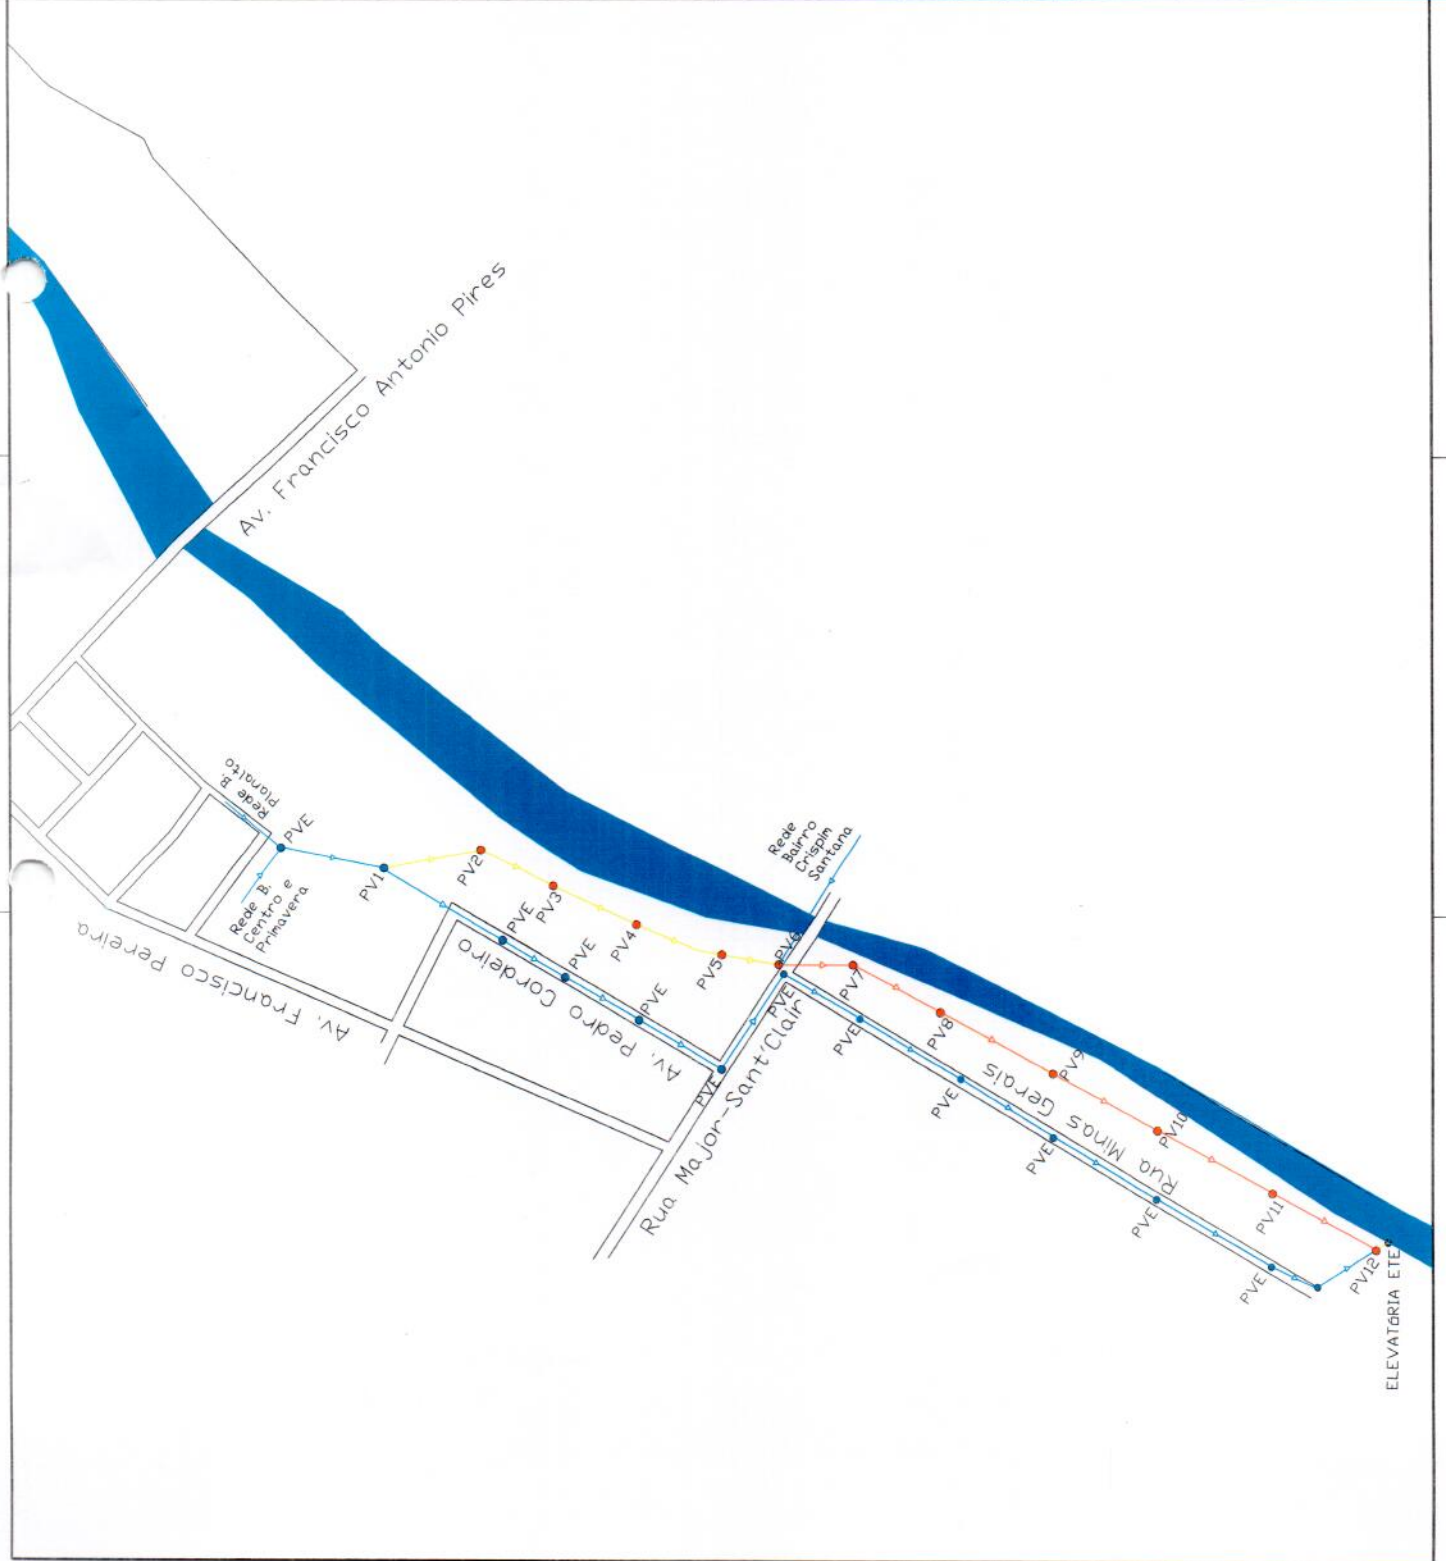 Av. Francisco Antonio Pires
Rede B.
Planalto
PVE
Rede B.
Centro e
Primavera
PV1
PV2
Av. Francisco Pereira
PVE
PV3
PVE
PV4
Av. Pedro Cordeiro
PVE
PV5
Rede
Bairro
Crispim
Santana
PV6
PVE
PVE
PV7
Rua Major-Sant'Clair
PVE
PV8
PVE
PV9
Rua Minas Gerais
PVE
PV10
PVE
PV11
PVE
PV12
ELEVATÓRIA ETE